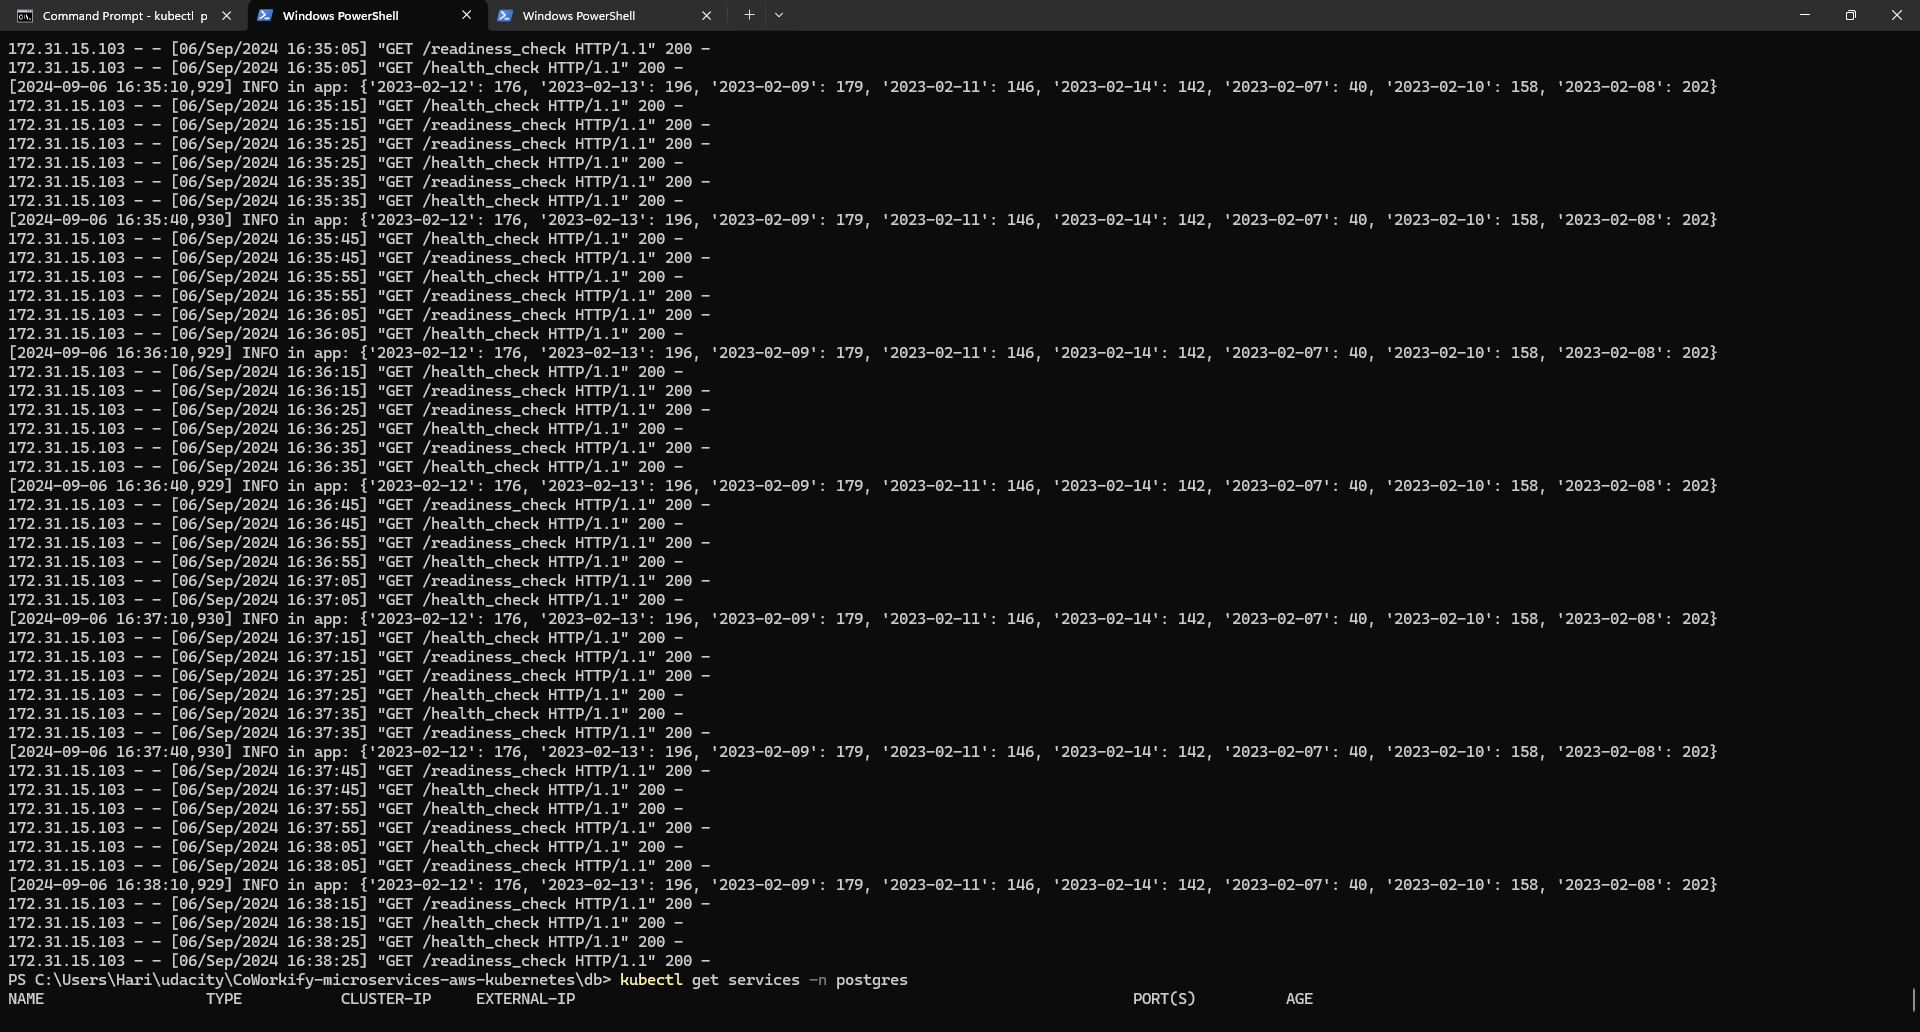 Command Prompt - kubectl p
Windows PowerShell
Windows PowerShell
172.31.15.103 - - [06/Sep/2024 16:35:05] "GET /readiness_check HTTP/1.1" 200 -
172.31.15.103 - - [06/Sep/2024 16:35:05] "GET /health_check HTTP/1.1" 200 -
[2024-09-06 16:35:10,929] INFO in app: {'2023-02-12': 176, '2023-02-13': 196, '2023-02-09': 179, '2023-02-11': 146, '2023-02-14': 142, '2023-02-07': 40, '2023-02-10': 158, '2023-02-08': 202}
172.31.15.103 - - [06/Sep/2024 16:35:15] "GET /health_check HTTP/1.1" 200 -
172.31.15.103 - - [06/Sep/2024 16:35:15] "GET /readiness_check HTTP/1.1" 200 -
172.31.15.103 - - [06/Sep/2024 16:35:25] "GET /readiness_check HTTP/1.1" 200 -
172.31.15.103 - - [06/Sep/2024 16:35:25] "GET /health_check HTTP/1.1" 200 -
172.31.15.103 - - [06/Sep/2024 16:35:35] "GET /readiness_check HTTP/1.1" 200 -
172.31.15.103 - - [06/Sep/2024 16:35:35] "GET /health_check HTTP/1.1" 200 -
[2024-09-06 16:35:40,930] INFO in app: {'2023-02-12': 176, '2023-02-13': 196, '2023-02-09': 179, '2023-02-11': 146, '2023-02-14': 142, '2023-02-07': 40, '2023-02-10': 158, '2023-02-08': 202}
172.31.15.103 - - [06/Sep/2024 16:35:45] "GET /health_check HTTP/1.1" 200 -
172.31.15.103 - - [06/Sep/2024 16:35:45] "GET /readiness_check HTTP/1.1" 200 -
172.31.15.103 - - [06/Sep/2024 16:35:55] "GET /health_check HTTP/1.1" 200 -
172.31.15.103 - - [06/Sep/2024 16:35:55] "GET /readiness_check HTTP/1.1" 200 -
172.31.15.103 - - [06/Sep/2024 16:36:05] "GET /readiness_check HTTP/1.1" 200 -
172.31.15.103 - - [06/Sep/2024 16:36:05] "GET /health_check HTTP/1.1" 200 -
[2024-09-06 16:36:10,929] INFO in app: {'2023-02-12': 176, '2023-02-13': 196, '2023-02-09': 179, '2023-02-11': 146, '2023-02-14': 142, '2023-02-07': 40, '2023-02-10': 158, '2023-02-08': 202}
172.31.15.103 - - [06/Sep/2024 16:36:15] "GET /health_check HTTP/1.1" 200 -
172.31.15.103 - - [06/Sep/2024 16:36:15] "GET /readiness_check HTTP/1.1" 200 -
172.31.15.103 - - [06/Sep/2024 16:36:25] "GET /readiness_check HTTP/1.1" 200 -
172.31.15.103 - - [06/Sep/2024 16:36:25] "GET /health_check HTTP/1.1" 200 -
172.31.15.103 - - [06/Sep/2024 16:36:35] "GET /readiness_check HTTP/1.1" 200 -
172.31.15.103 - - [06/Sep/2024 16:36:35] "GET /health_check HTTP/1.1" 200 -
[2024-09-06 16:36:40,929] INFO in app: {'2023-02-12': 176, '2023-02-13': 196, '2023-02-09': 179, '2023-02-11': 146, '2023-02-14': 142, '2023-02-07': 40, '2023-02-10': 158, '2023-02-08': 202}
172.31.15.103 - - [06/Sep/2024 16:36:45] "GET /readiness_check HTTP/1.1" 200 -
172.31.15.103 - - [06/Sep/2024 16:36:45] "GET /health_check HTTP/1.1" 200 -
172.31.15.103 - - [06/Sep/2024 16:36:55] "GET /readiness_check HTTP/1.1" 200 -
172.31.15.103 - - [06/Sep/2024 16:36:55] "GET /health_check HTTP/1.1" 200 -
172.31.15.103 - - [06/Sep/2024 16:37:05] "GET /readiness_check HTTP/1.1" 200 -
172.31.15.103 - - [06/Sep/2024 16:37:05] "GET /health_check HTTP/1.1" 200 -
[2024-09-06 16:37:10,930] INFO in app: {'2023-02-12': 176, '2023-02-13': 196, '2023-02-09': 179, '2023-02-11': 146, '2023-02-14': 142, '2023-02-07': 40, '2023-02-10': 158, '2023-02-08': 202}
172.31.15.103 - - [06/Sep/2024 16:37:15] "GET /health_check HTTP/1.1" 200 -
172.31.15.103 - - [06/Sep/2024 16:37:15] "GET /readiness_check HTTP/1.1" 200 -
172.31.15.103 - - [06/Sep/2024 16:37:25] "GET /readiness_check HTTP/1.1" 200 -
172.31.15.103 - - [06/Sep/2024 16:37:25] "GET /health_check HTTP/1.1" 200 -
172.31.15.103 - - [06/Sep/2024 16:37:35] "GET /health_check HTTP/1.1" 200 -
172.31.15.103 - - [06/Sep/2024 16:37:35] "GET /readiness_check HTTP/1.1" 200 -
[2024-09-06 16:37:40,930] INFO in app: {'2023-02-12': 176, '2023-02-13': 196, '2023-02-09': 179, '2023-02-11': 146, '2023-02-14': 142, '2023-02-07': 40, '2023-02-10': 158, '2023-02-08': 202}
172.31.15.103 - - [06/Sep/2024 16:37:45] "GET /readiness_check HTTP/1.1" 200 -
172.31.15.103 - - [06/Sep/2024 16:37:45] "GET /health_check HTTP/1.1" 200 -
172.31.15.103 - - [06/Sep/2024 16:37:55] "GET /health_check HTTP/1.1" 200 -
172.31.15.103 - - [06/Sep/2024 16:37:55] "GET /readiness_check HTTP/1.1" 200 -
172.31.15.103 - - [06/Sep/2024 16:38:05] "GET /health_check HTTP/1.1" 200 -
172.31.15.103 - - [06/Sep/2024 16:38:05] "GET /readiness_check HTTP/1.1" 200 -
[2024-09-06 16:38:10,929] INFO in app: {'2023-02-12': 176, '2023-02-13': 196, '2023-02-09': 179, '2023-02-11': 146, '2023-02-14': 142, '2023-02-07': 40, '2023-02-10': 158, '2023-02-08': 202}
172.31.15.103 - - [06/Sep/2024 16:38:15] "GET /readiness_check HTTP/1.1" 200 -
172.31.15.103 - - [06/Sep/2024 16:38:15] "GET /health_check HTTP/1.1" 200 -
172.31.15.103 - - [06/Sep/2024 16:38:25] "GET /health_check HTTP/1.1" 200 -
172.31.15.103 - - [06/Sep/2024 16:38:25] "GET /readiness_check HTTP/1.1" 200 -
PS C:\Users\Hari\udacity\CoWorkify-microservices-aws-kubernetes\db> kubectl get services -n postgres
NAME TYPE CLUSTER-IP EXTERNAL-IP PORT(S) AGE